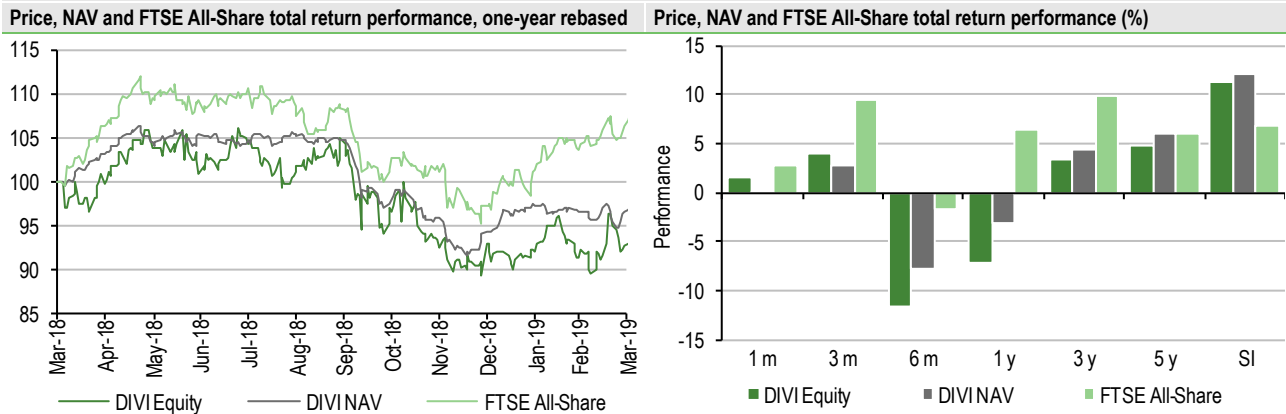 Price, NAV and FTSE All-Share total return performance, one-year rebased
115
110
105
100
95
90
85
Mar-18
Apr-18
May-18
Jun-18
Jul-18
Aug-18
Sep-18
Oct-18
Nov-18
Dec-18
Jan-19
Feb-19
Mar-19
DIVI Equity DIVI NAV FTSE All-Share
Price, NAV and FTSE All-Share total return performance (%)
Performance
15
10
5
0
-5
-10
-15
1 m 3 m 6 m 1 y 3 y 5 y SI
DIVI Equity DIVI NAV FTSE All-Share